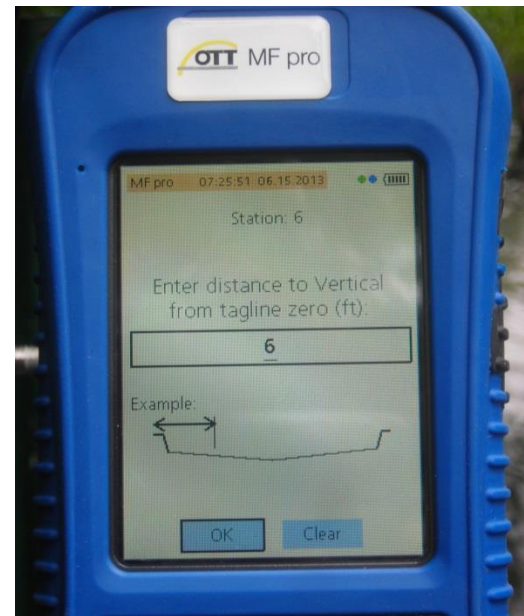 OTT MF pro
MF pro 07:25:51 06.15.2013
Station: 6
Enter distance to Vertical
from tagline zero (ft):
6
Example:
OK Clear